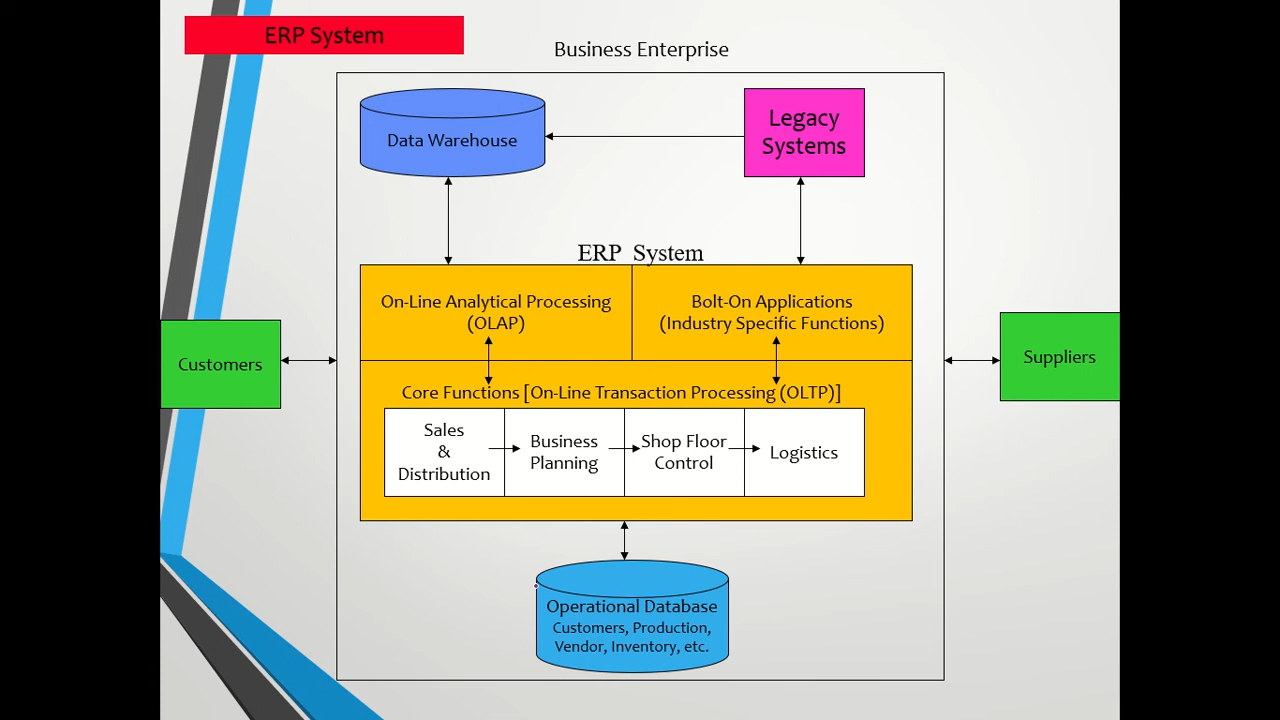 ERP System
Business Enterprise
Data Warehouse
Legacy
Systems
ERP System
On-Line Analytical Processing
(OLAP)
Bolt-On Applications
(Industry Specific Functions)
Customers
Suppliers
Core Functions [On-Line Transaction Processing (OLTP)]
Sales
&
Distribution
Business
Planning
Shop Floor
Control
Logistics
Operational Database
Customers, Production,
Vendor, Inventory, etc.